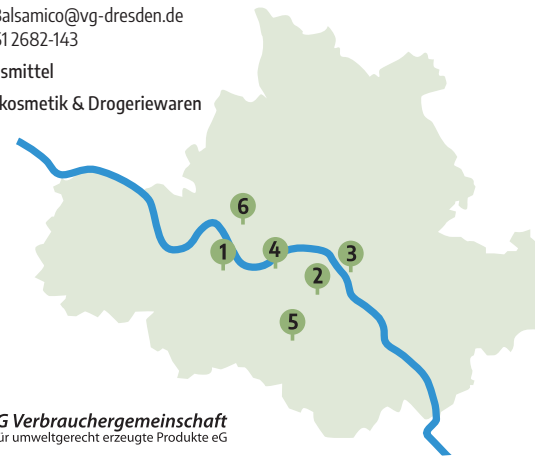 Balsamico@vg-dresden.de
51 2682-143
smittel
kosmetik & Drogeriewaren
6
1
4
3
2
5
G Verbrauchergemeinschaft
ür umweltgerecht erzeugte Produkte eG